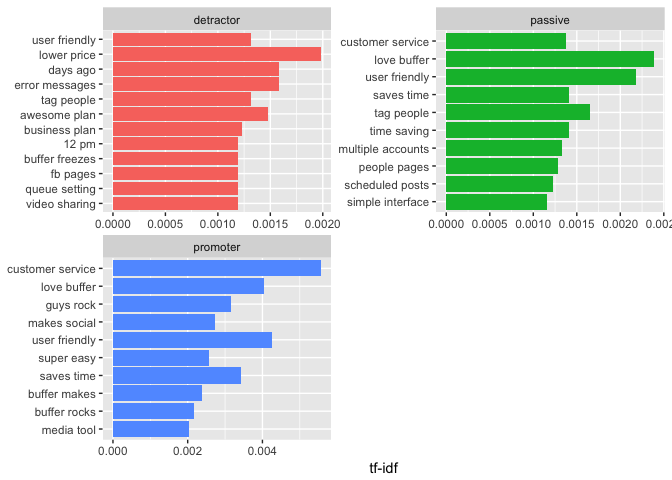 detractor
user friendly
lower price
days ago
error messages
tag people
awesome plan
business plan
12 pm
buffer freezes
fb pages
queue setting
video sharing
0.0000 0.0005 0.0010 0.0015 0.0020
passive
customer service
love buffer
user friendly
saves time
tag people
time saving
multiple accounts
people pages
scheduled posts
simple interface
0.0000 0.0005 0.0010 0.0015 0.0020
promoter
customer service
love buffer
guys rock
makes social
user friendly
super easy
saves time
buffer makes
buffer rocks
media tool
0.000 0.002 0.004
tf-idf